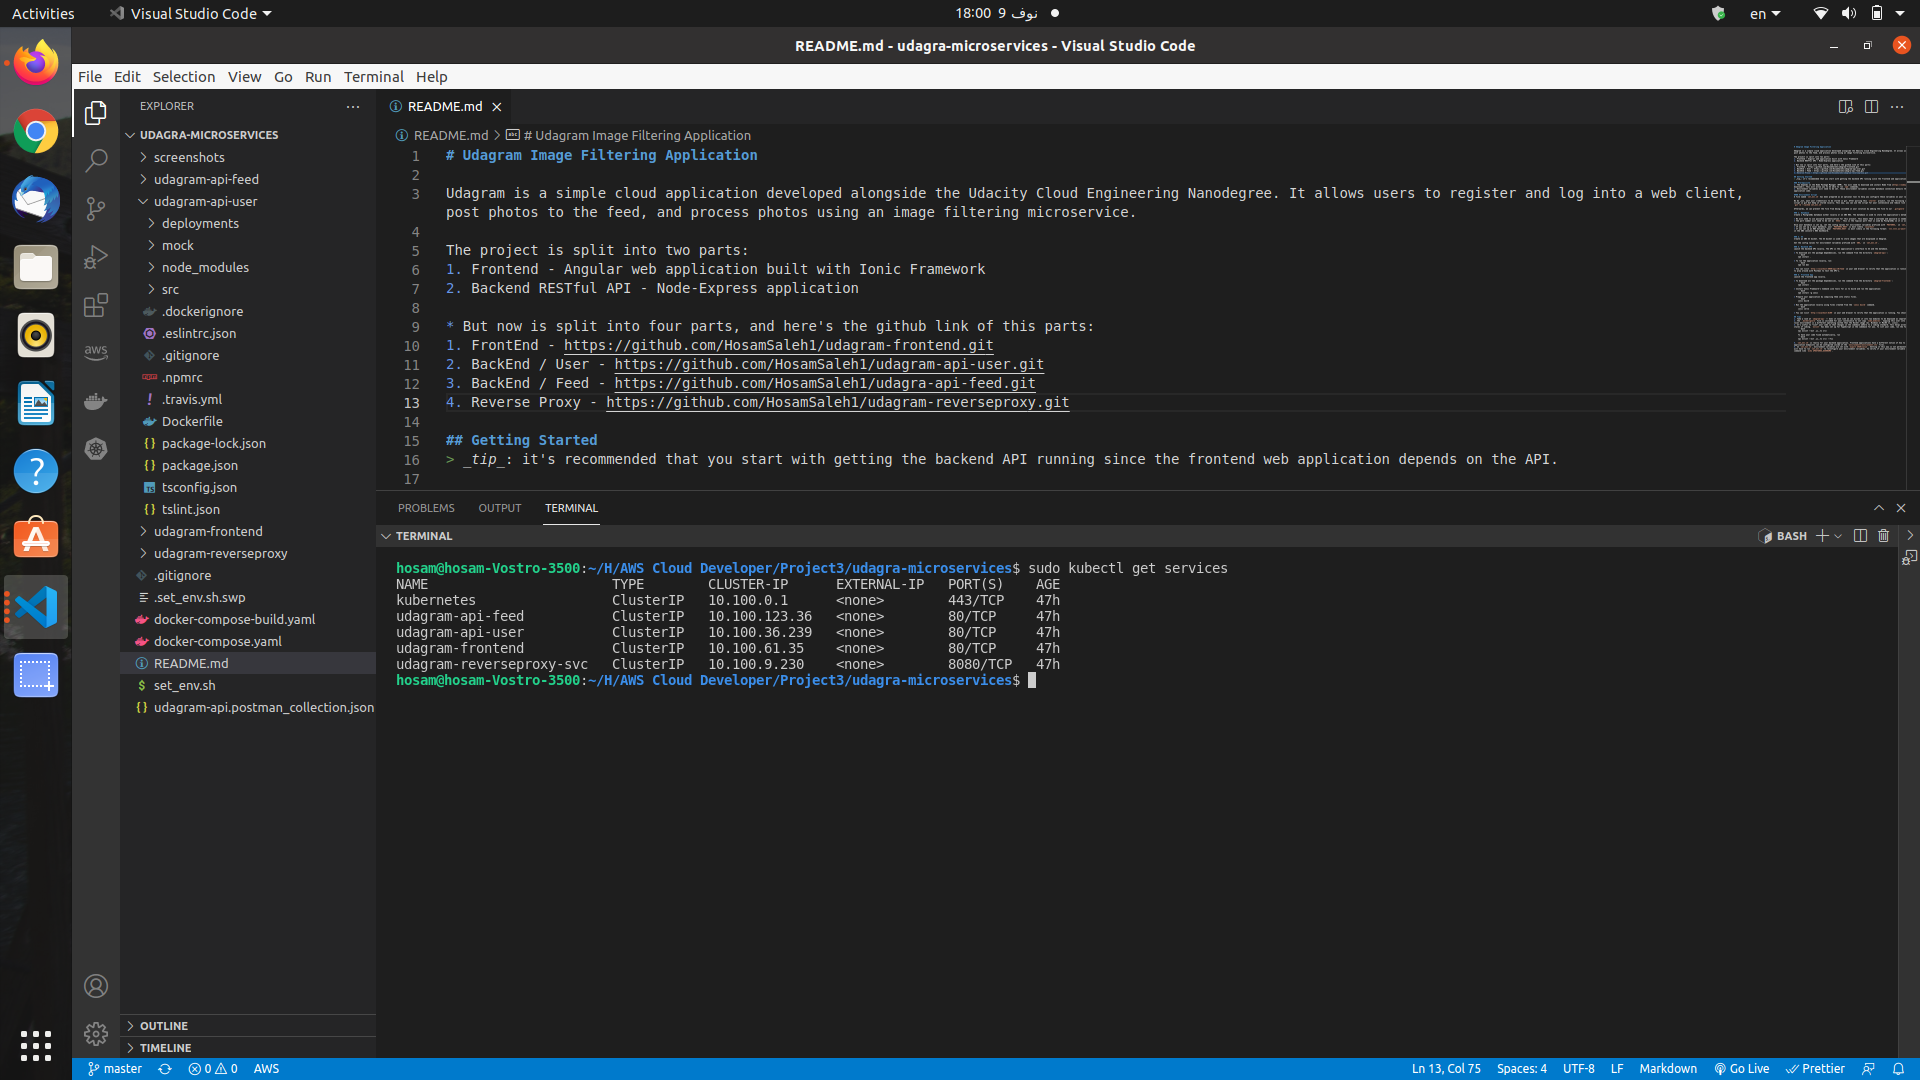 Activities
Visual Studio Code
18:00 9 نوف
en
README.md - udagra-microservices - Visual Studio Code
File Edit Selection View Go Run Terminal Help
EXPLORER
UDAGRA-MICROSERVICES
screenshots
udagram-api-feed
udagram-api-user
deployments
mock
node_modules
src
.dockerignore
.eslintrc.json
.gitignore
.npmrc
.travis.yml
Dockerfile
package-lock.json
package.json
tsconfig.json
tslint.json
udagram-frontend
udagram-reverseproxy
.gitignore
.set_env.sh.swp
docker-compose-build.yaml
docker-compose.yaml
README.md
set_env.sh
udagram-api.postman_collection.json
OUTLINE
TIMELINE
aws
README.md
README.md > # Udagram Image Filtering Application
1 # Udagram Image Filtering Application
2
3 Udagram is a simple cloud application developed alongside the Udacity Cloud Engineering Nanodegree. It allows users to register and log into a web client,
post photos to the feed, and process photos using an image filtering microservice.
4
5 The project is split into two parts:
6 1. Frontend - Angular web application built with Ionic Framework
7 2. Backend RESTful API - Node-Express application
8
9 * But now is split into four parts, and here's the github link of this parts:
10 1. FrontEnd - https://github.com/HosamSaleh1/udagram-frontend.git
11 2. BackEnd / User - https://github.com/HosamSaleh1/udagram-api-user.git
12 3. BackEnd / Feed - https://github.com/HosamSaleh1/udagra-api-feed.git
13 4. Reverse Proxy - https://github.com/HosamSaleh1/udagram-reverseproxy.git
14
15 ## Getting Started
16 > _tip_: it's recommended that you start with getting the backend API running since the frontend web application depends on the API.
17
PROBLEMS OUTPUT TERMINAL
TERMINAL
BASH
hosam@hosam-Vostro-3500:~/H/AWS Cloud Developer/Project3/udagra-microservices$ sudo kubectl get services
NAME TYPE CLUSTER-IP EXTERNAL-IP PORT(S) AGE
kubernetes ClusterIP 10.100.0.1 <none> 443/TCP 47h
udagram-api-feed ClusterIP 10.100.123.36 <none> 80/TCP 47h
udagram-api-user ClusterIP 10.100.36.239 <none> 80/TCP 47h
udagram-frontend ClusterIP 10.100.61.35 <none> 80/TCP 47h
udagram-reverseproxy-svc ClusterIP 10.100.9.230 <none> 8080/TCP 47h
hosam@hosam-Vostro-3500:~/H/AWS Cloud Developer/Project3/udagra-microservices$
master 0 0 AWS
Ln 13, Col 75 Spaces: 4 UTF-8 LF Markdown Go Live Prettier